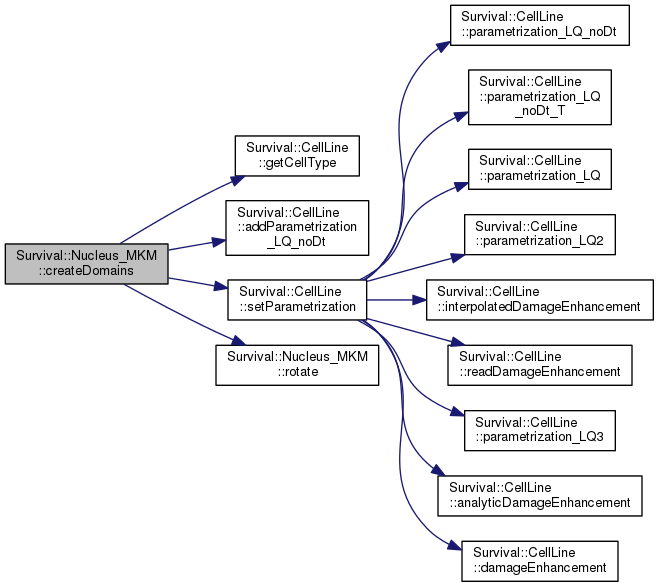 Survival::Nucleus_MKM
::createDomains
Survival::CellLine
::getCellType
Survival::CellLine
::addParametrization
_LQ_noDt
Survival::CellLine
::setParametrization
Survival::Nucleus_MKM
::rotate
Survival::CellLine
::parametrization_LQ_noDt
Survival::CellLine
::parametrization_LQ
_noDt_T
Survival::CellLine
::parametrization_LQ
Survival::CellLine
::parametrization_LQ2
Survival::CellLine
::interpolatedDamageEnhancement
Survival::CellLine
::readDamageEnhancement
Survival::CellLine
::parametrization_LQ3
Survival::CellLine
::analyticDamageEnhancement
Survival::CellLine
::damageEnhancement